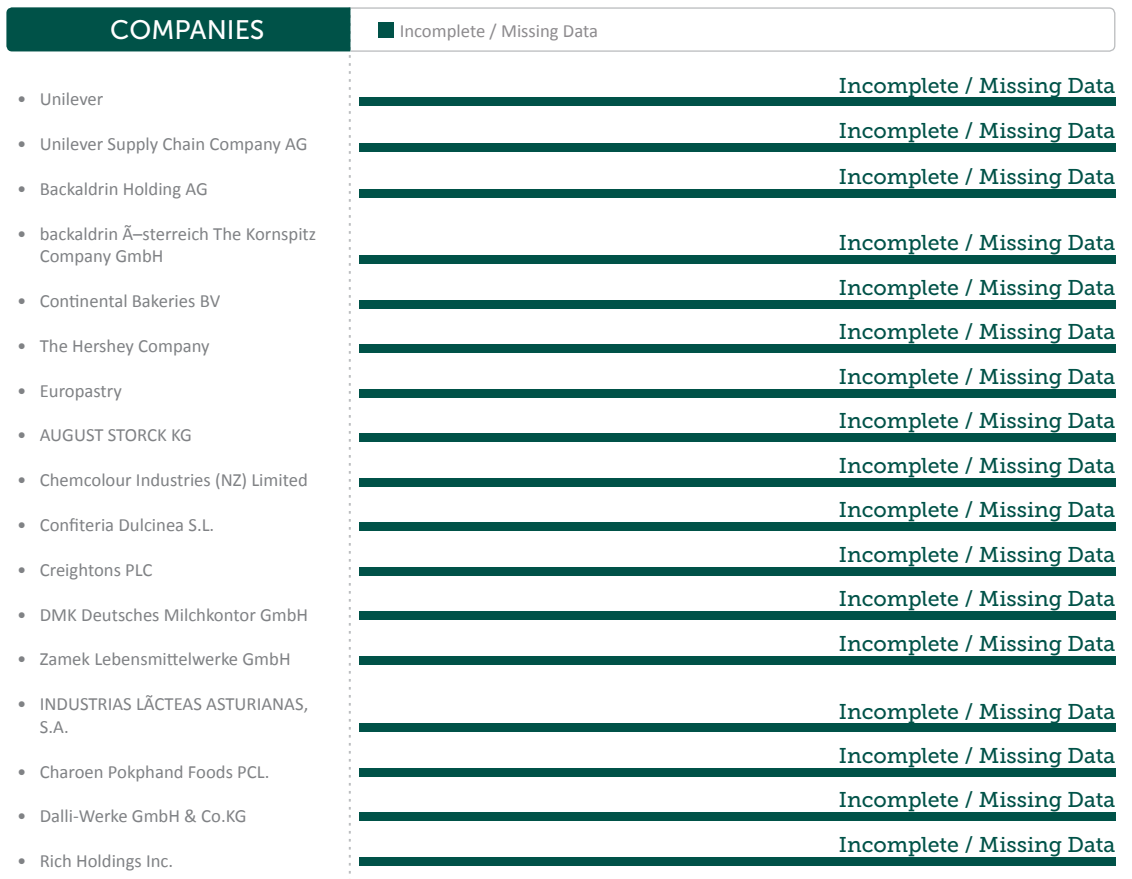 COMPANIES
Incomplete / Missing Data
• Unilever
Incomplete / Missing Data
• Unilever Supply Chain Company AG
Incomplete / Missing Data
• Backaldrin Holding AG
Incomplete / Missing Data
• backaldrin Ã–sterreich The Kornspitz
Company GmbH
Incomplete / Missing Data
• Continental Bakeries BV
Incomplete / Missing Data
• The Hershey Company
Incomplete / Missing Data
• Europastry
Incomplete / Missing Data
• AUGUST STORCK KG
Incomplete / Missing Data
• Chemcolour Industries (NZ) Limited
Incomplete / Missing Data
• Confiteria Dulcinea S.L.
Incomplete / Missing Data
• Creightons PLC
Incomplete / Missing Data
• DMK Deutsches Milchkontor GmbH
Incomplete / Missing Data
• Zamek Lebensmittelwerke GmbH
Incomplete / Missing Data
• INDUSTRIAS LÃCTEAS ASTURIANAS,
S.A.
Incomplete / Missing Data
• Charoen Pokphand Foods PCL.
Incomplete / Missing Data
• Dalli-Werke GmbH & Co.KG
Incomplete / Missing Data
• Rich Holdings Inc.
Incomplete / Missing Data